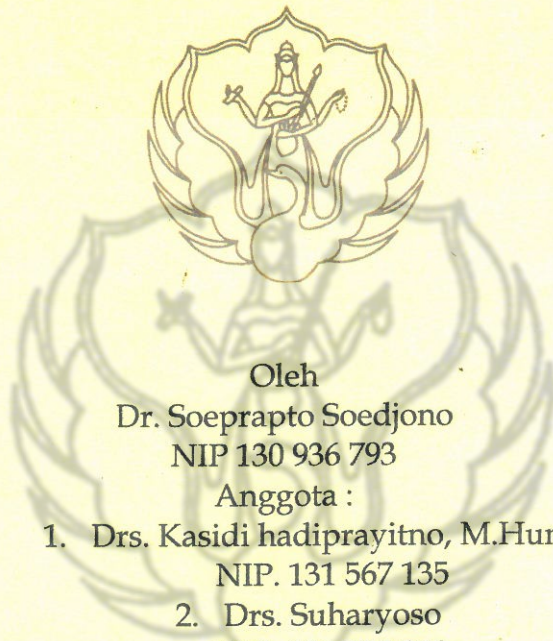 Oleh
Dr. Soeprapto Soedjono
NIP 130 936 793
Anggota :
1. Drs. Kasidi hadiprayitno, M.Hum
NIP. 131 567 135
2. Drs. Suharyoso